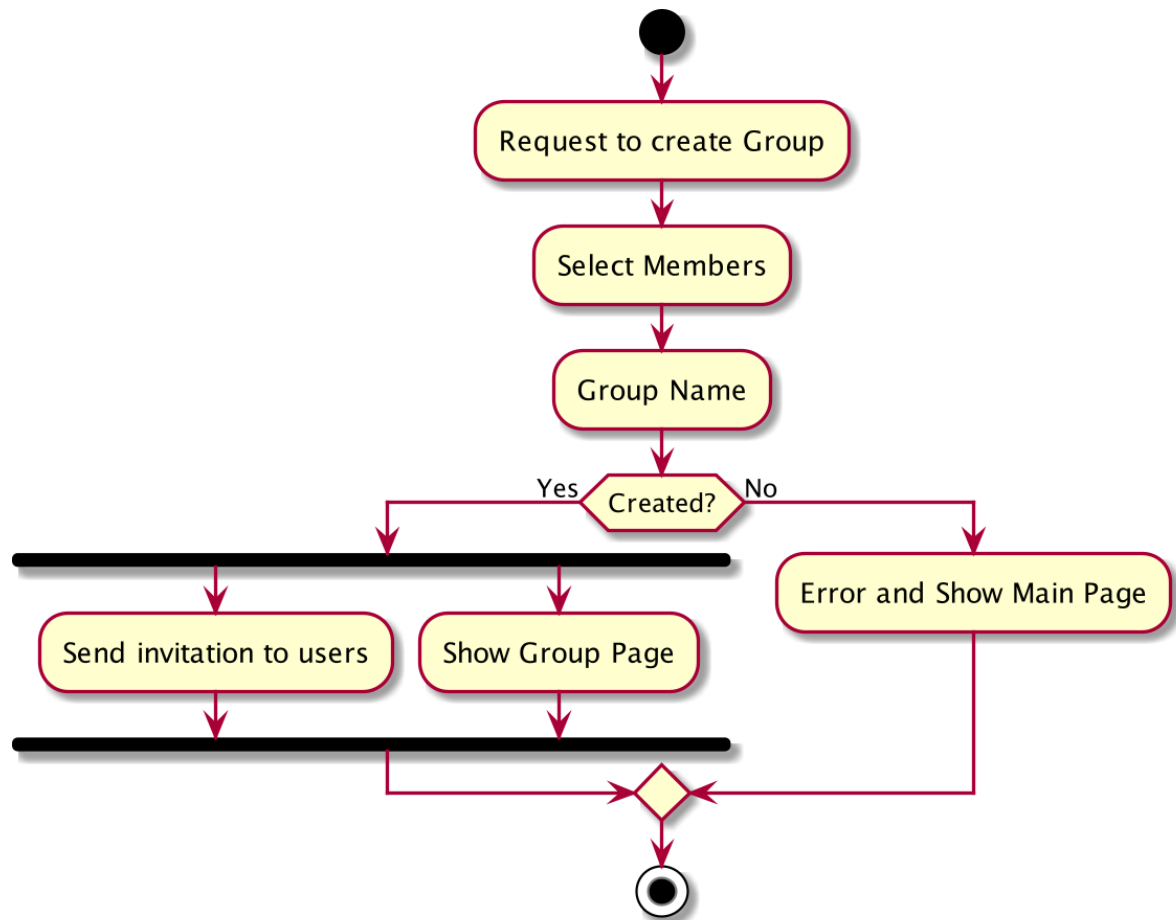 Request to create Group
Select Members
Group Name
Yes
Created?
No
Error and Show Main Page
Send invitation to users
Show Group Page